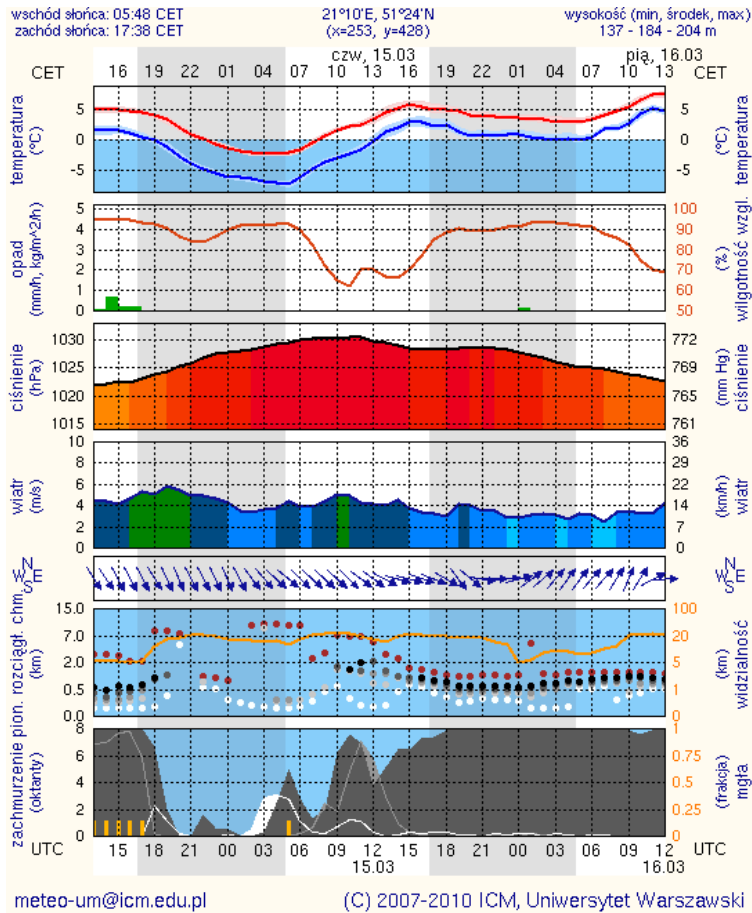 wschód słońca: 05:48 CET 21°10'E, 51°24'N wysokość (min, środek, max)
zachód słońca: 17:38 CET (x=253, y=428) 137 - 184 - 204 m
czw, 15.03 pią, 16.03
CET 16 19 22 01 04 07 10 13 16 19 22 01 04 07 10 13 CET
temperatura (°C) 5 0 -5 5 0 -5 (°C) temperatura
opad (mm/h, kg/m^2/h) 5 4 3 2 1 0 100 90 80 70 60 50 (%) wilgotność wzgl.
ciśnienie (hPa) 1030 1025 1020 1015 772 769 765 761 (mm Hg) ciśnienie
wiatr (m/s) 10 8 6 4 2 0 36 29 22 14 7 0 (km/h) wiatr
N W E S N W E S
pion. rozciągł. chm. (km) 15.0 7.0 2.0 0.5 0.0 100 20 5 1 0 (km) widzialność
zachmurzenie (oktanty) 8 6 4 2 0 1 0.75 0.5 0.25 0 (frakcja) mgła
UTC 15 18 21 00 03 06 09 12 15 18 21 00 03 06 09 12 UTC
15.03 16.03
meteo-um@icm.edu.pl (C) 2007-2010 ICM, Uniwersytet Warszawski